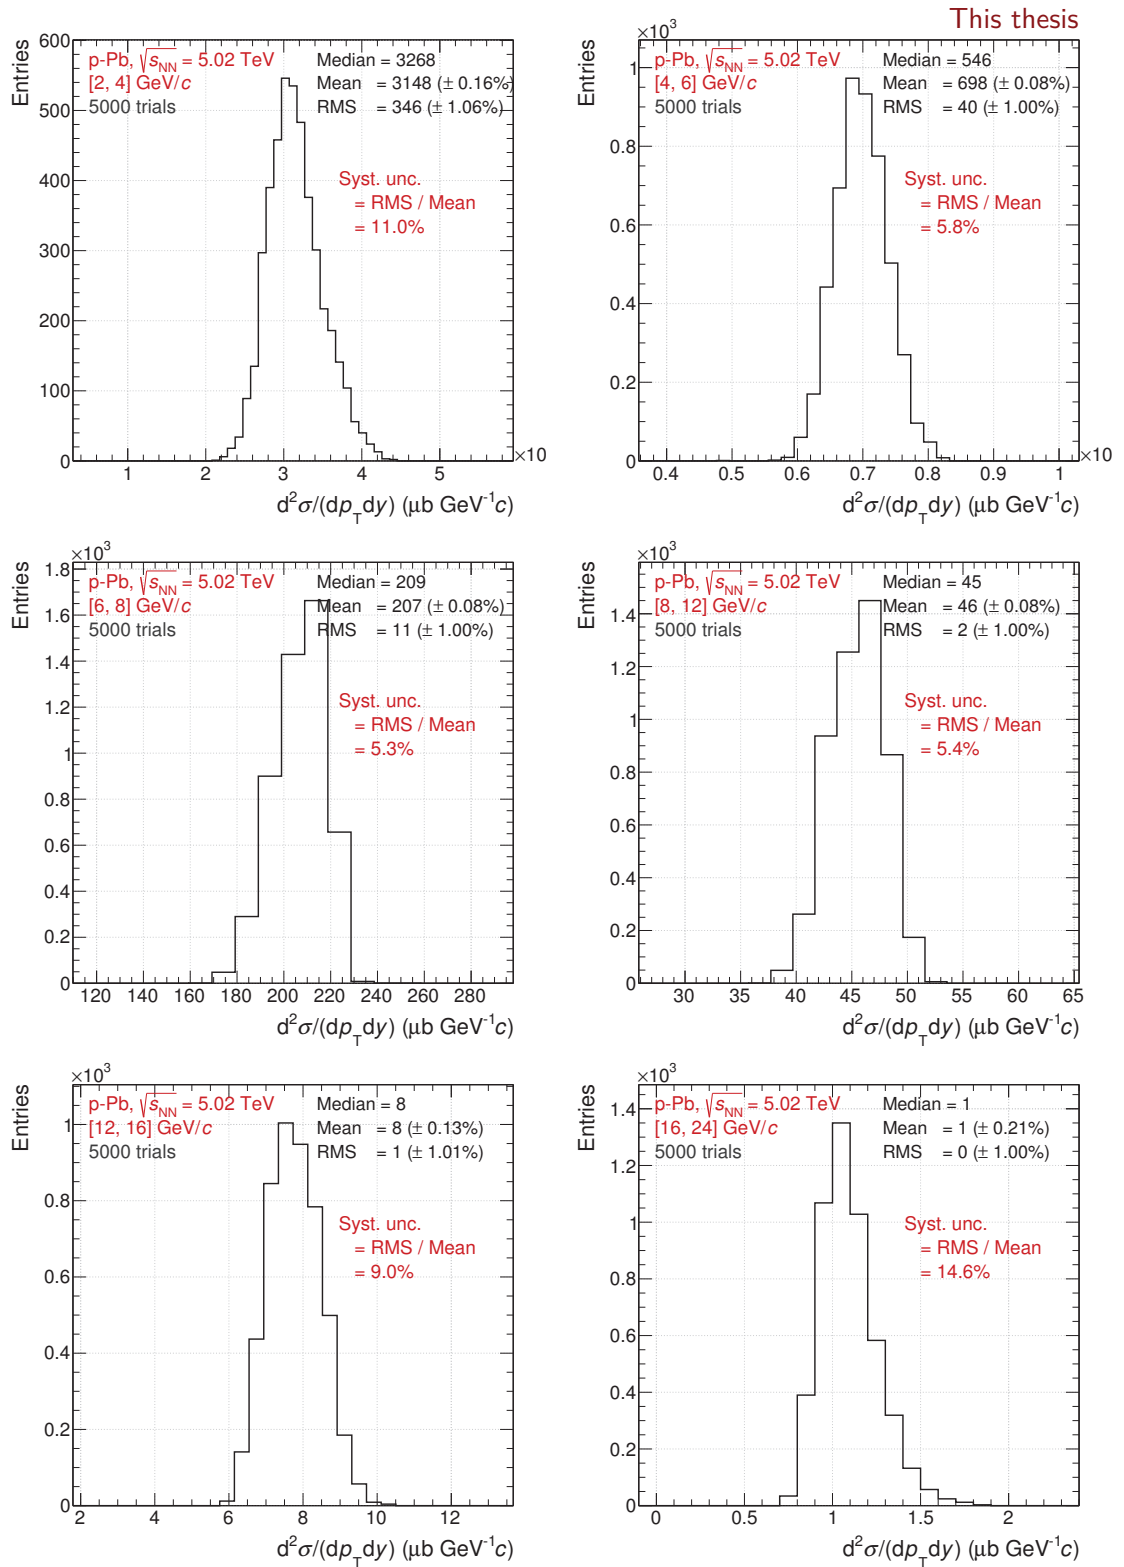 This thesis
Entries
600
500
400
300
200
100
0
p-Pb, √sNN = 5.02 TeV
[2, 4] GeV/c
5000 trials
Median = 3268
Mean = 3148 (± 0.16%)
RMS = 346 (± 1.06%)
Syst. unc.
= RMS / Mean
= 11.0%
1 2 3 4 5
×10
d²σ/(dp_T dy) (μb GeV⁻¹c)
×10³
Entries
1
0.8
0.6
0.4
0.2
0
p-Pb, √sNN = 5.02 TeV
[4, 6] GeV/c
5000 trials
Median = 546
Mean = 698 (± 0.08%)
RMS = 40 (± 1.00%)
Syst. unc.
= RMS / Mean
= 5.8%
0.4 0.5 0.6 0.7 0.8 0.9 1
×10
d²σ/(dp_T dy) (μb GeV⁻¹c)
×10³
Entries
1.8
1.6
1.4
1.2
1
0.8
0.6
0.4
0.2
0
p-Pb, √sNN = 5.02 TeV
[6, 8] GeV/c
5000 trials
Median = 209
Mean = 207 (± 0.08%)
RMS = 11 (± 1.00%)
Syst. unc.
= RMS / Mean
= 5.3%
120 140 160 180 200 220 240 260 280
d²σ/(dp_T dy) (μb GeV⁻¹c)
×10³
Entries
1.4
1.2
1
0.8
0.6
0.4
0.2
0
p-Pb, √sNN = 5.02 TeV
[8, 12] GeV/c
5000 trials
Median = 45
Mean = 46 (± 0.08%)
RMS = 2 (± 1.00%)
Syst. unc.
= RMS / Mean
= 5.4%
30 35 40 45 50 55 60 65
d²σ/(dp_T dy) (μb GeV⁻¹c)
×10³
Entries
1
0.8
0.6
0.4
0.2
0
p-Pb, √sNN = 5.02 TeV
[12, 16] GeV/c
5000 trials
Median = 8
Mean = 8 (± 0.13%)
RMS = 1 (± 1.01%)
Syst. unc.
= RMS / Mean
= 9.0%
2 4 6 8 10 12
d²σ/(dp_T dy) (μb GeV⁻¹c)
×10³
Entries
1.4
1.2
1
0.8
0.6
0.4
0.2
0
p-Pb, √sNN = 5.02 TeV
[16, 24] GeV/c
5000 trials
Median = 1
Mean = 1 (± 0.21%)
RMS = 0 (± 1.00%)
Syst. unc.
= RMS / Mean
= 14.6%
0 0.5 1 1.5 2
d²σ/(dp_T dy) (μb GeV⁻¹c)